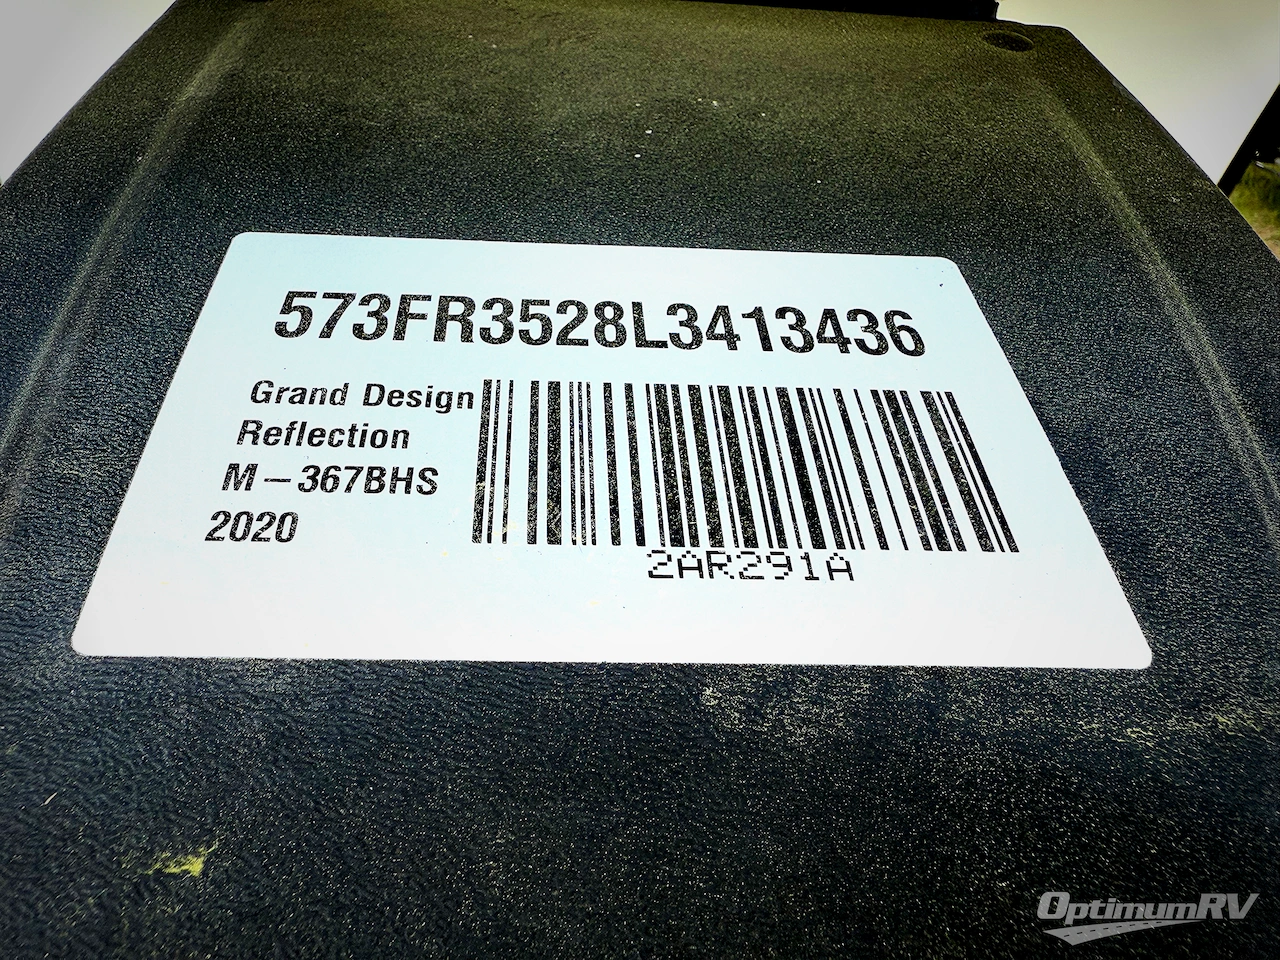 573FR3528L3413436
Grand Design
Reflection
M-367BHS
2020
2AR291A
OptimumRV